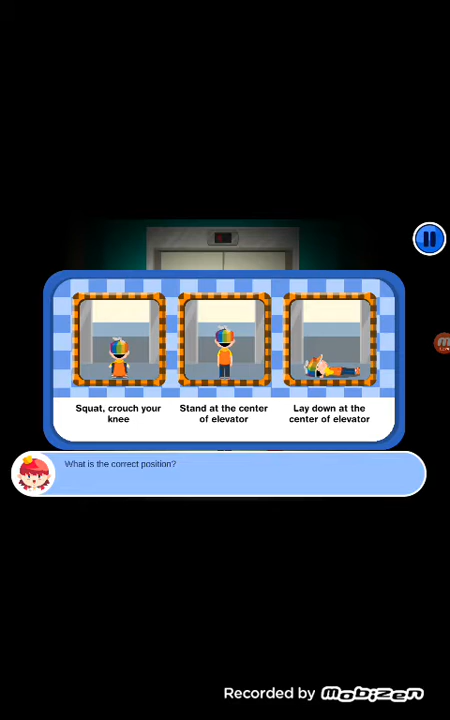 Squat, crouch your
knee
Stand at the center
of elevator
Lay down at the
center of elevator
What is the correct position?
Recorded by mobizen